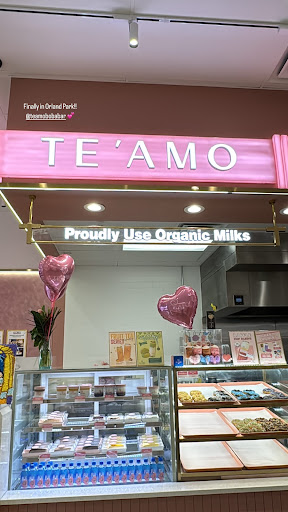 Finally in Orland Park!!
@teamobobabar 💕
TE'AMO
Proudly Use Organic Milks